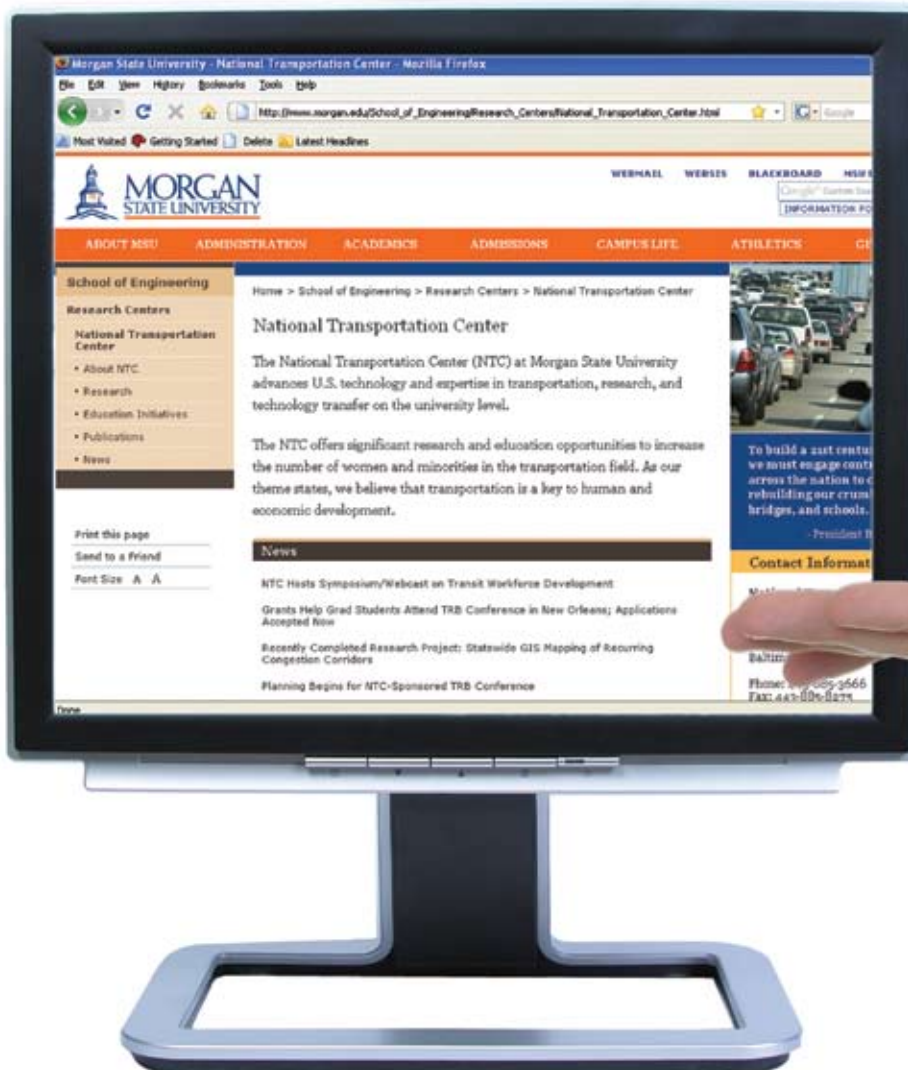 Morgan State University - National Transportation Center - Mozilla Firefox
File Edit View History Bookmarks Tools Help
http://www.morgan.edu/School_of_Engineering/Research_Centers/National_Transportation_Center.html
Google
Most Visited Getting Started Delete Latest Headlines
MORGAN
STATE UNIVERSITY
WEBMAIL WEBSIS BLACKBOARD MSU
Google Custom
INFORMATION
ABOUT MSU ADMINISTRATION ACADEMICS ADMISSIONS CAMPUS LIFE ATHLETICS
School of Engineering
Research Centers
National Transportation
Center
• About NTC
• Research
• Education Initiatives
• Publications
• News
Print this page
Send to a Friend
Font Size A A
Home > School of Engineering > Research Centers > National Transportation Center
National Transportation Center
The National Transportation Center (NTC) at Morgan State University
advances U.S. technology and expertise in transportation, research, and
technology transfer on the university level.
The NTC offers significant research and education opportunities to increase
the number of women and minorities in the transportation field. As our
theme states, we believe that transportation is a key to human and
economic development.
News
NTC Hosts Symposium/Webcast on Transit Workforce Development
Grants Help Grad Students Attend TRB Conference in New Orleans; Applications
Accepted Now
Recently Completed Research Project: Statewide GIS Mapping of Recurring
Congestion Corridors
Planning Begins for NTC-Sponsored TRB Conference
To build a 21st
we must engage
across the nation to
rebuilding our
bridges, and schools.
- President
Contact
Phone: 885-3666
Fax: 443-885-8275
Done